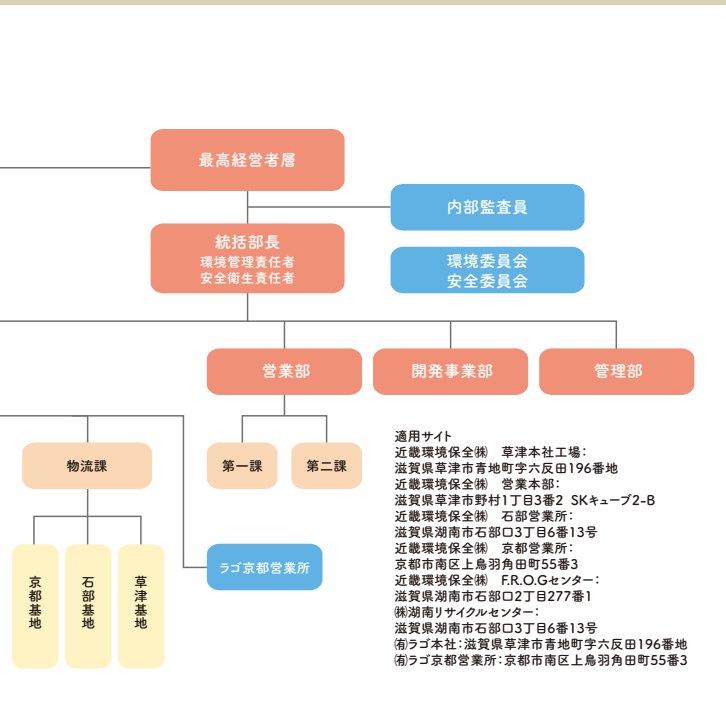 最高経営者層
内部監査員
統括部長
環境管理責任者
安全衛生責任者
環境委員会
安全委員会
営業部
開発事業部
管理部
物流課
第一課
第二課
京都基地
石部基地
草津基地
ラゴ京都営業所
適用サイト
近畿環境保全㈱　草津本社工場：
滋賀県草津市青地町字六反田196番地
近畿環境保全㈱　営業本部：
滋賀県草津市野村1丁目3番2 SKキューブ2-B
近畿環境保全㈱　石部営業所：
滋賀県湖南市石部口3丁目6番13号
近畿環境保全㈱　京都営業所：
京都市南区上鳥羽角田町55番3
近畿環境保全㈱　F.R.O.Gセンター：
滋賀県湖南市石部口2丁目277番1
㈱湖南リサイクルセンター：
滋賀県湖南市石部口3丁目6番13号
㈲ラゴ本社：滋賀県草津市青地町字六反田196番地
㈲ラゴ京都営業所：京都市南区上鳥羽角田町55番3